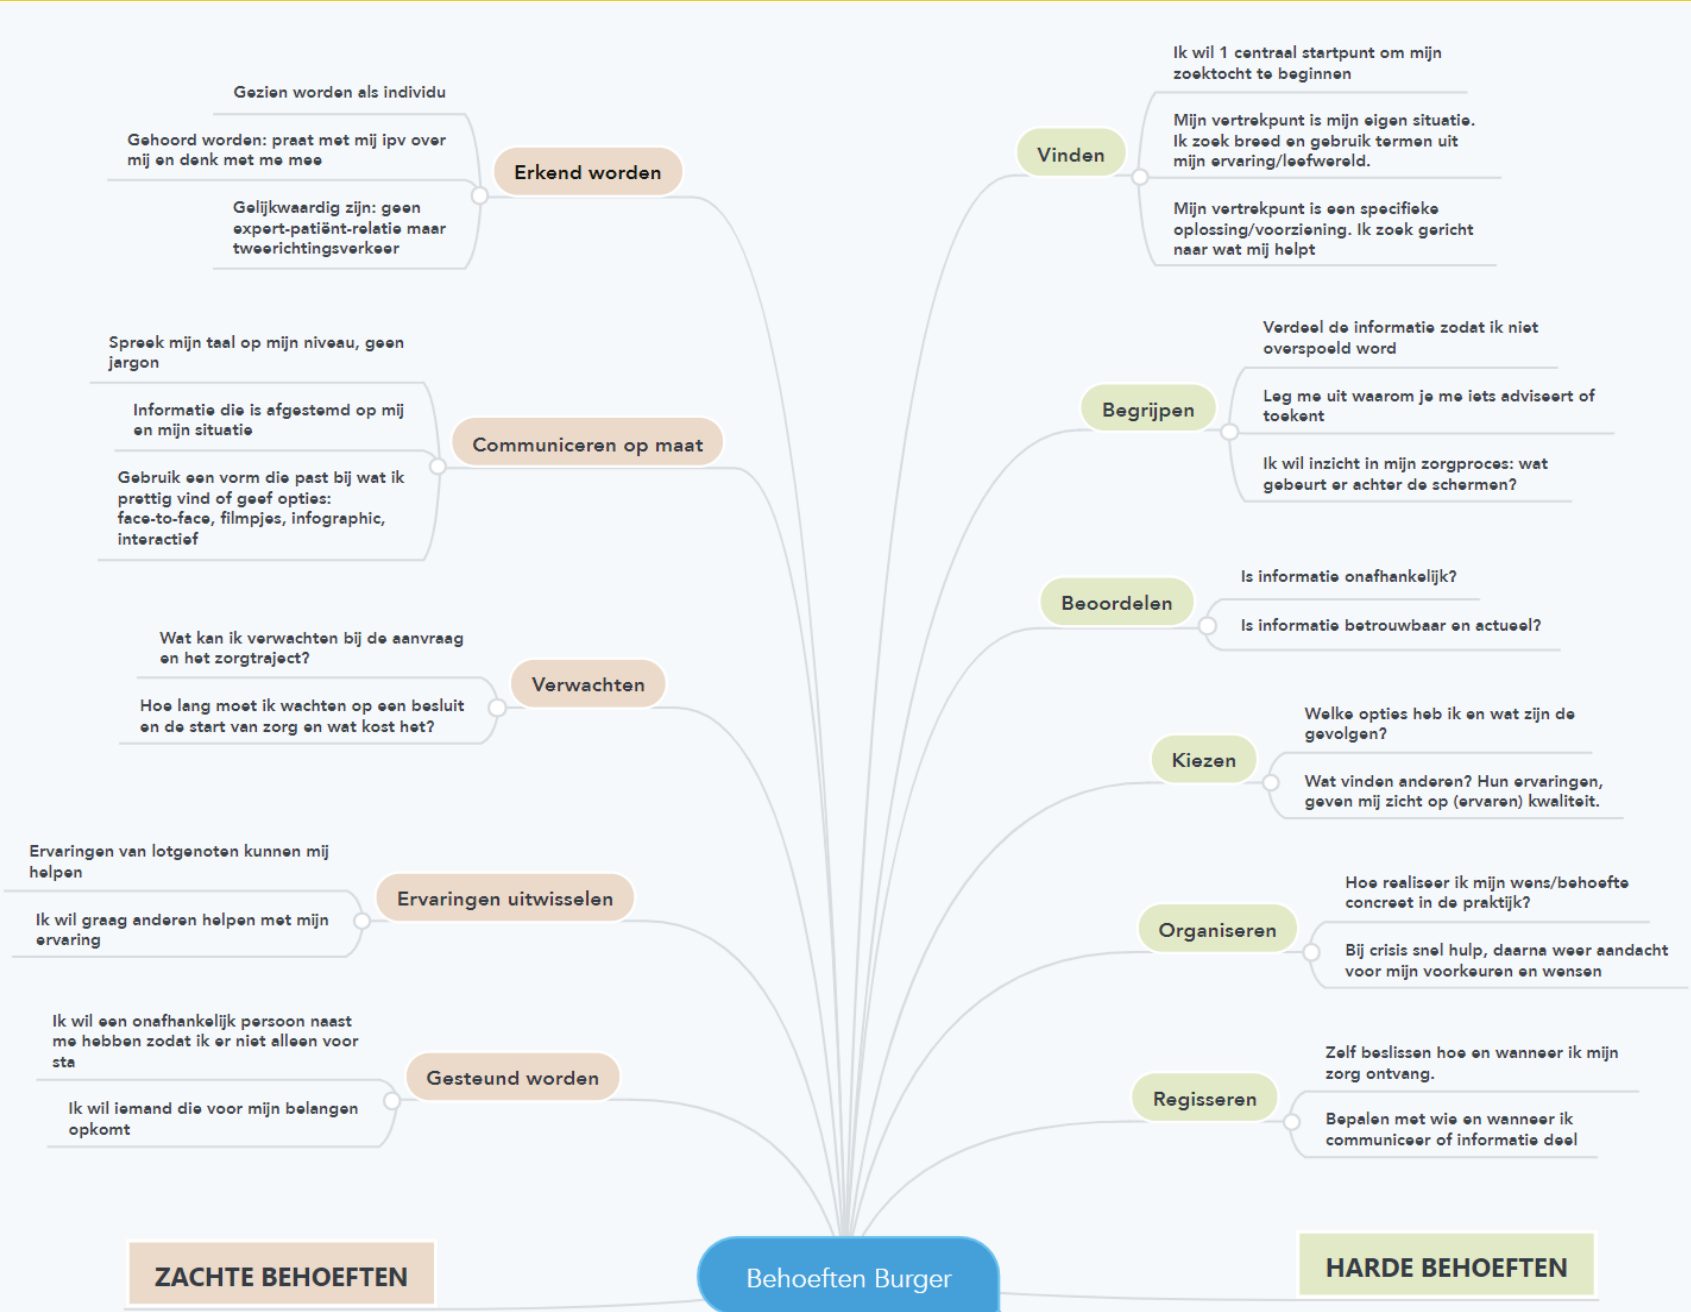 Gezien worden als individu
Gehoord worden: praat met mij ipv over
mij en denk met me mee
Gelijkwaardig zijn: geen
expert-patiënt-relatie maar
tweerichtingsverkeer
Erkend worden
Spreek mijn taal op mijn niveau, geen
jargon
Informatie die is afgestemd op mij
en mijn situatie
Gebruik een vorm die past bij wat ik
prettig vind of geef opties:
face-to-face, filmpjes, infographic,
interactief
Communiceren op maat
Wat kan ik verwachten bij de aanvraag
en het zorgtraject?
Hoe lang moet ik wachten op een besluit
en de start van zorg en wat kost het?
Verwachten
Ervaringen van lotgenoten kunnen mij
helpen
Ik wil graag anderen helpen met mijn
ervaring
Ervaringen uitwisselen
Ik wil een onafhankelijk persoon naast
me hebben zodat ik er niet alleen voor
sta
Ik wil iemand die voor mijn belangen
opkomt
Gesteund worden
ZACHTE BEHOEFTEN
Behoeften Burger
Vinden
Ik wil 1 centraal startpunt om mijn
zoektocht te beginnen
Mijn vertrekpunt is mijn eigen situatie.
Ik zoek breed en gebruik termen uit
mijn ervaring/leefwereld.
Mijn vertrekpunt is een specifieke
oplossing/voorziening. Ik zoek gericht
naar wat mij helpt
Begrijpen
Verdeel de informatie zodat ik niet
overspoeld word
Leg me uit waarom je me iets adviseert of
toekent
Ik wil inzicht in mijn zorgproces: wat
gebeurt er achter de schermen?
Beoordelen
Is informatie onafhankelijk?
Is informatie betrouwbaar en actueel?
Kiezen
Welke opties heb ik en wat zijn de
gevolgen?
Wat vinden anderen? Hun ervaringen,
geven mij zicht op (ervaren) kwaliteit.
Organiseren
Hoe realiseer ik mijn wens/behoefte
concreet in de praktijk?
Bij crisis snel hulp, daarna weer aandacht
voor mijn voorkeuren en wensen
Regisseren
Zelf beslissen hoe en wanneer ik mijn
zorg ontvang.
Bepalen met wie en wanneer ik
communiceer of informatie deel
HARDE BEHOEFTEN